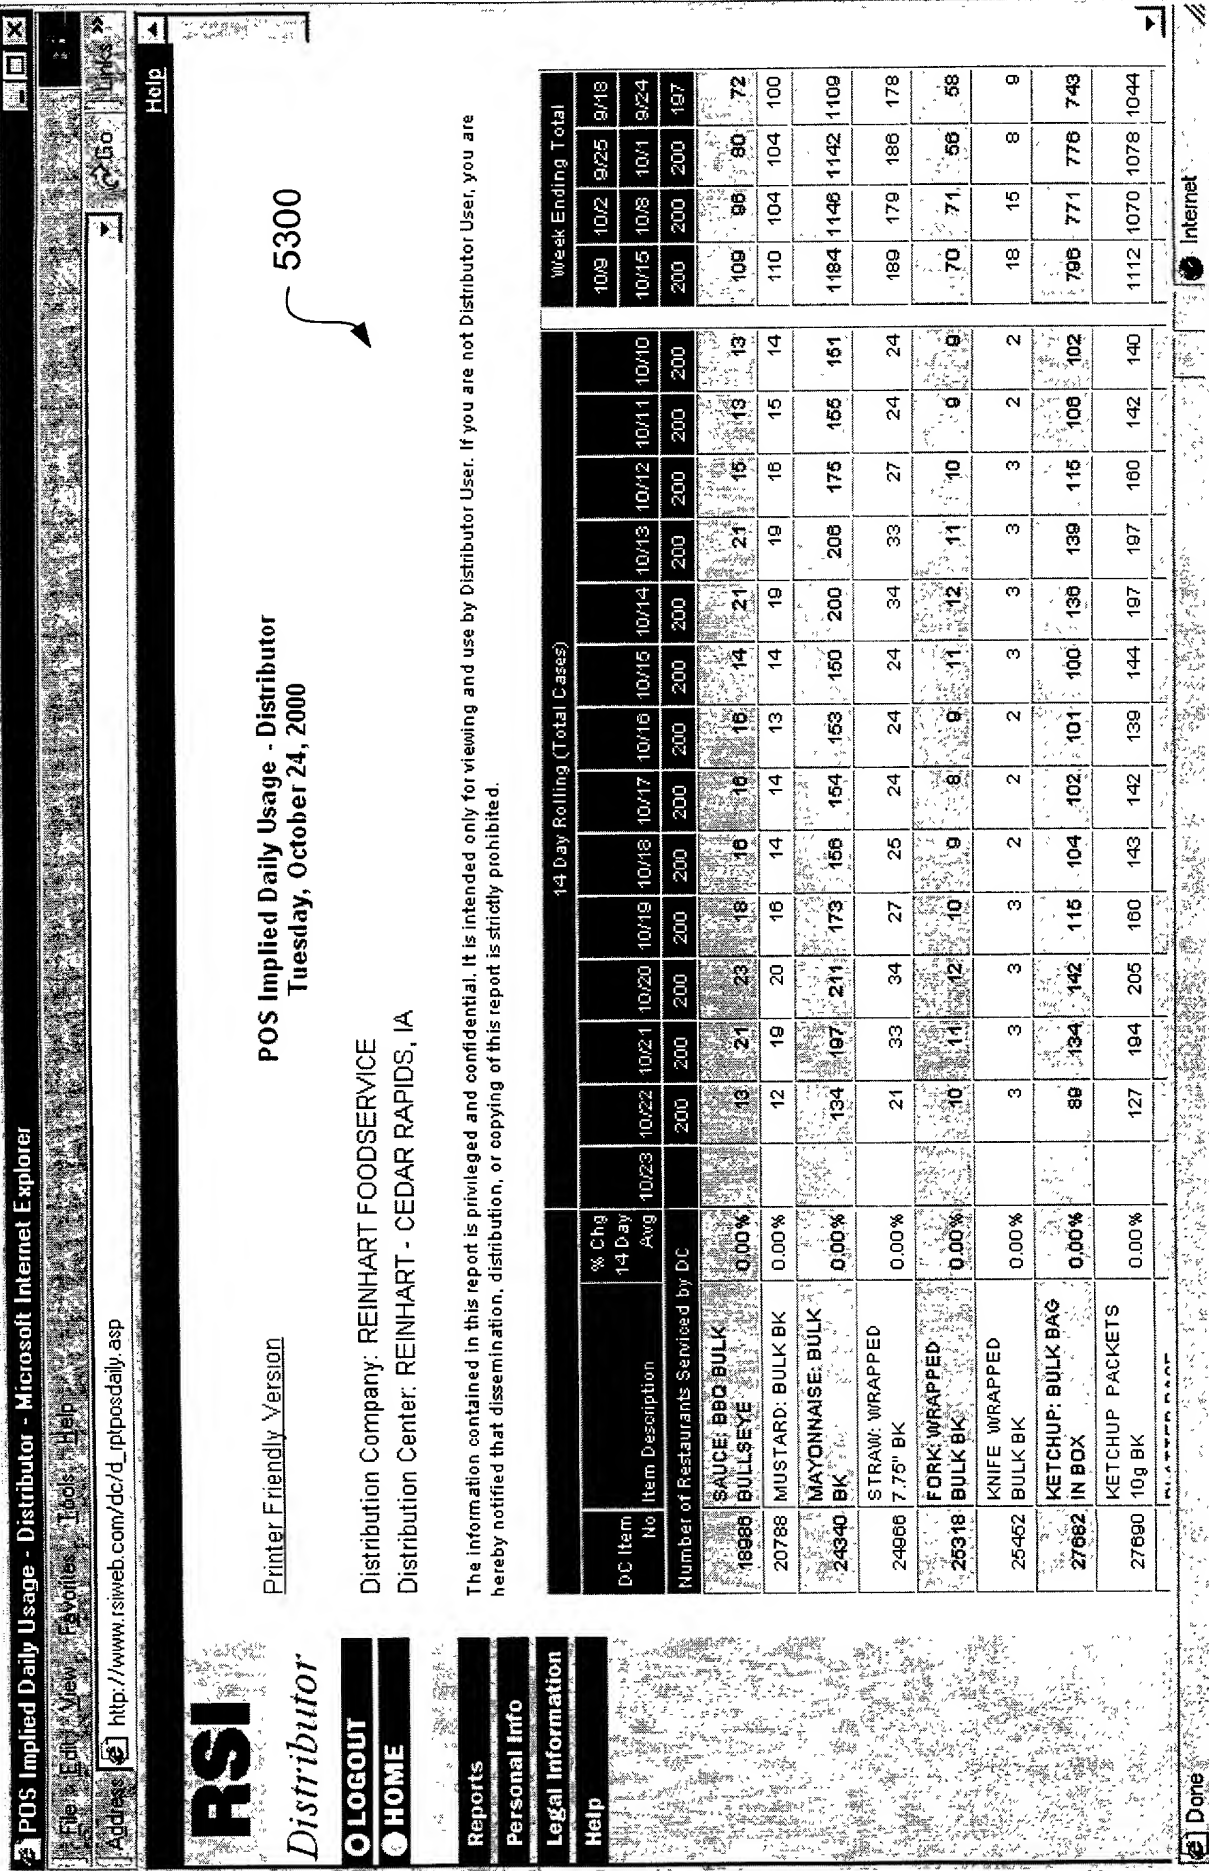 POS Implied Daily Usage - Distributor - Microsoft Internet Explorer
File Edit View Favorites Tools Help
Address http://www.rsiweb.com/dc/d_rptposdaily.asp Go Links »
Help
RSI
Distributor
LOGOUT
HOME
Reports
Personal Info
Legal Information
Help
Printer Friendly Version
POS Implied Daily Usage - Distributor
Tuesday, October 24, 2000
5300
Distribution Company: REINHART FOODSERVICE
Distribution Center: REINHART - CEDAR RAPIDS, IA
The information contained in this report is privileged and confidential. It is intended only for viewing and use by Distributor User. If you are not Distributor User, you are
hereby notified that dissemination, distribution, or copying of this report is strictly prohibited.
14 Day Rolling (Total Cases) Week Ending Total
% Chg 10/9 10/2 9/25 9/18
14 Day
DC Item No Item Description Avg 10/23 10/22 10/21 10/20 10/19 10/18 10/17 10/16 10/15 10/14 10/13 10/12 10/11 10/10 10/15 10/8 10/1 9/24
Number of Restaurants Serviced by DC 200 200 200 200 200 200 200 200 200 200 200 200 200 200 200 200 197
18986 SAUCE: BBQ BULK BULLSEYE 0.00% 13 21 23 18 16 16 16 14 21 21 15 13 13 109 96 80 72
20788 MUSTARD: BULK BK 0.00% 12 19 20 16 14 14 13 14 19 19 16 15 14 110 104 104 100
24340 MAYONNAISE: BULK BK 0.00% 134 197 211 173 156 154 153 150 200 206 175 155 151 1184 1146 1142 1109
24966 STRAW: WRAPPED 7.75" BK 0.00% 21 33 34 27 25 24 24 24 34 33 27 24 24 189 179 186 178
25318 FORK: WRAPPED BULK BK 0.00% 10 11 12 10 9 8 9 11 12 11 10 9 9 70 71 56 58
25452 KNIFE WRAPPED BULK BK 0.00% 3 3 3 3 2 2 2 3 3 3 3 2 2 18 15 8 9
27682 KETCHUP: BULK BAG IN BOX 0.00% 89 134 142 115 104 102 101 100 136 139 115 106 102 796 771 776 743
27690 KETCHUP PACKETS 10g BK 0.00% 127 194 205 160 143 142 139 144 197 197 160 142 140 1112 1070 1078 1044
Done Internet